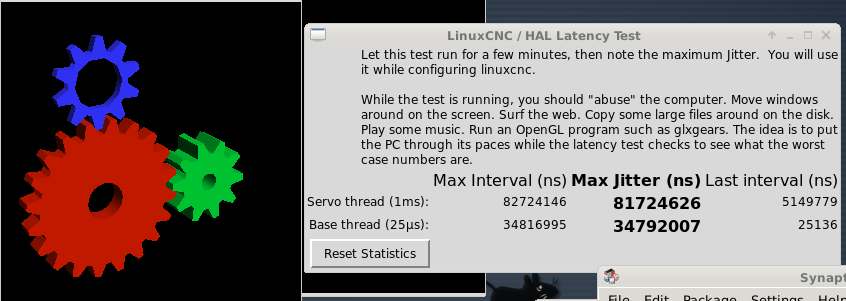 LinuxCNC / HAL Latency Test
Let this test run for a few minutes, then note the maximum Jitter. You will use
it while configuring linuxcnc.
While the test is running, you should "abuse" the computer. Move windows
around on the screen. Surf the web. Copy some large files around on the disk.
Play some music. Run an OpenGL program such as glxgears. The idea is to put
the PC through its paces while the latency test checks to see what the worst
case numbers are.
Max Interval (ns) Max Jitter (ns) Last interval (ns)
Servo thread (1ms): 82724146 81724626 5149779
Base thread (25µs): 34816995 34792007 25136
Reset Statistics
Synapt
File Edit Package Settings Help